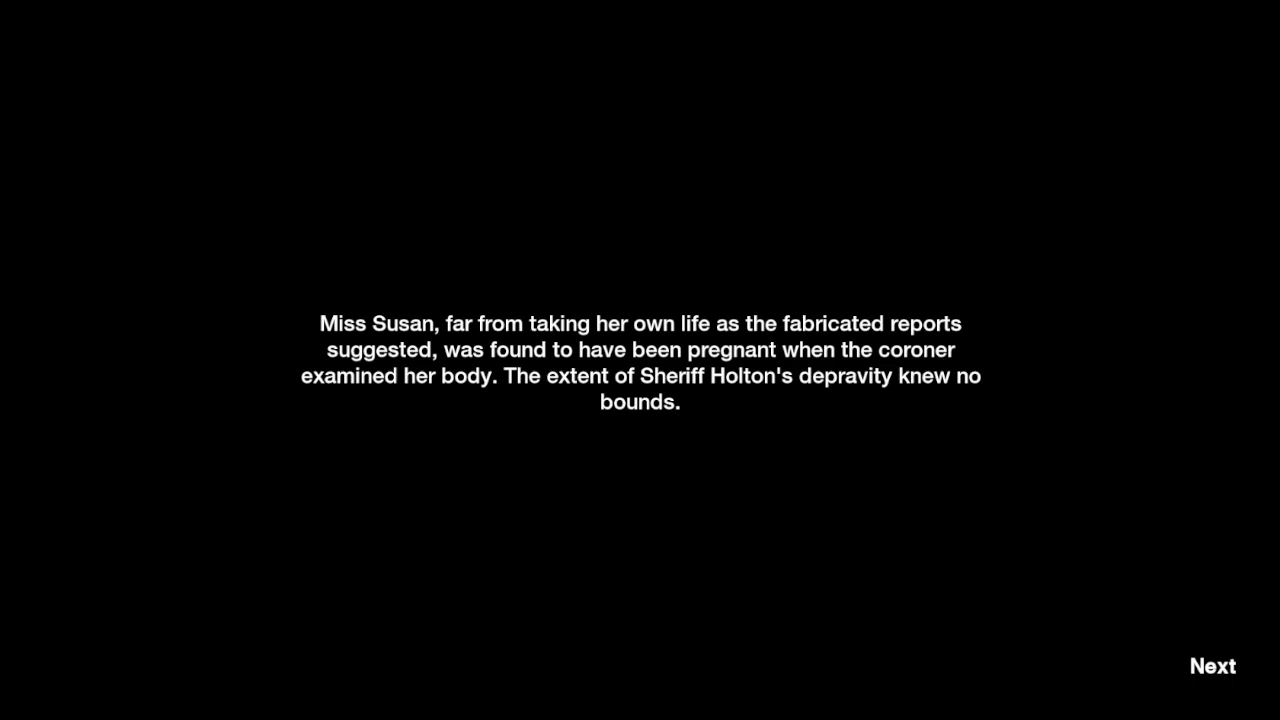 Miss Susan, far from taking her own life as the fabricated reports
suggested, was found to have been pregnant when the coroner
examined her body. The extent of Sheriff Holton's depravity knew no
bounds.
Next